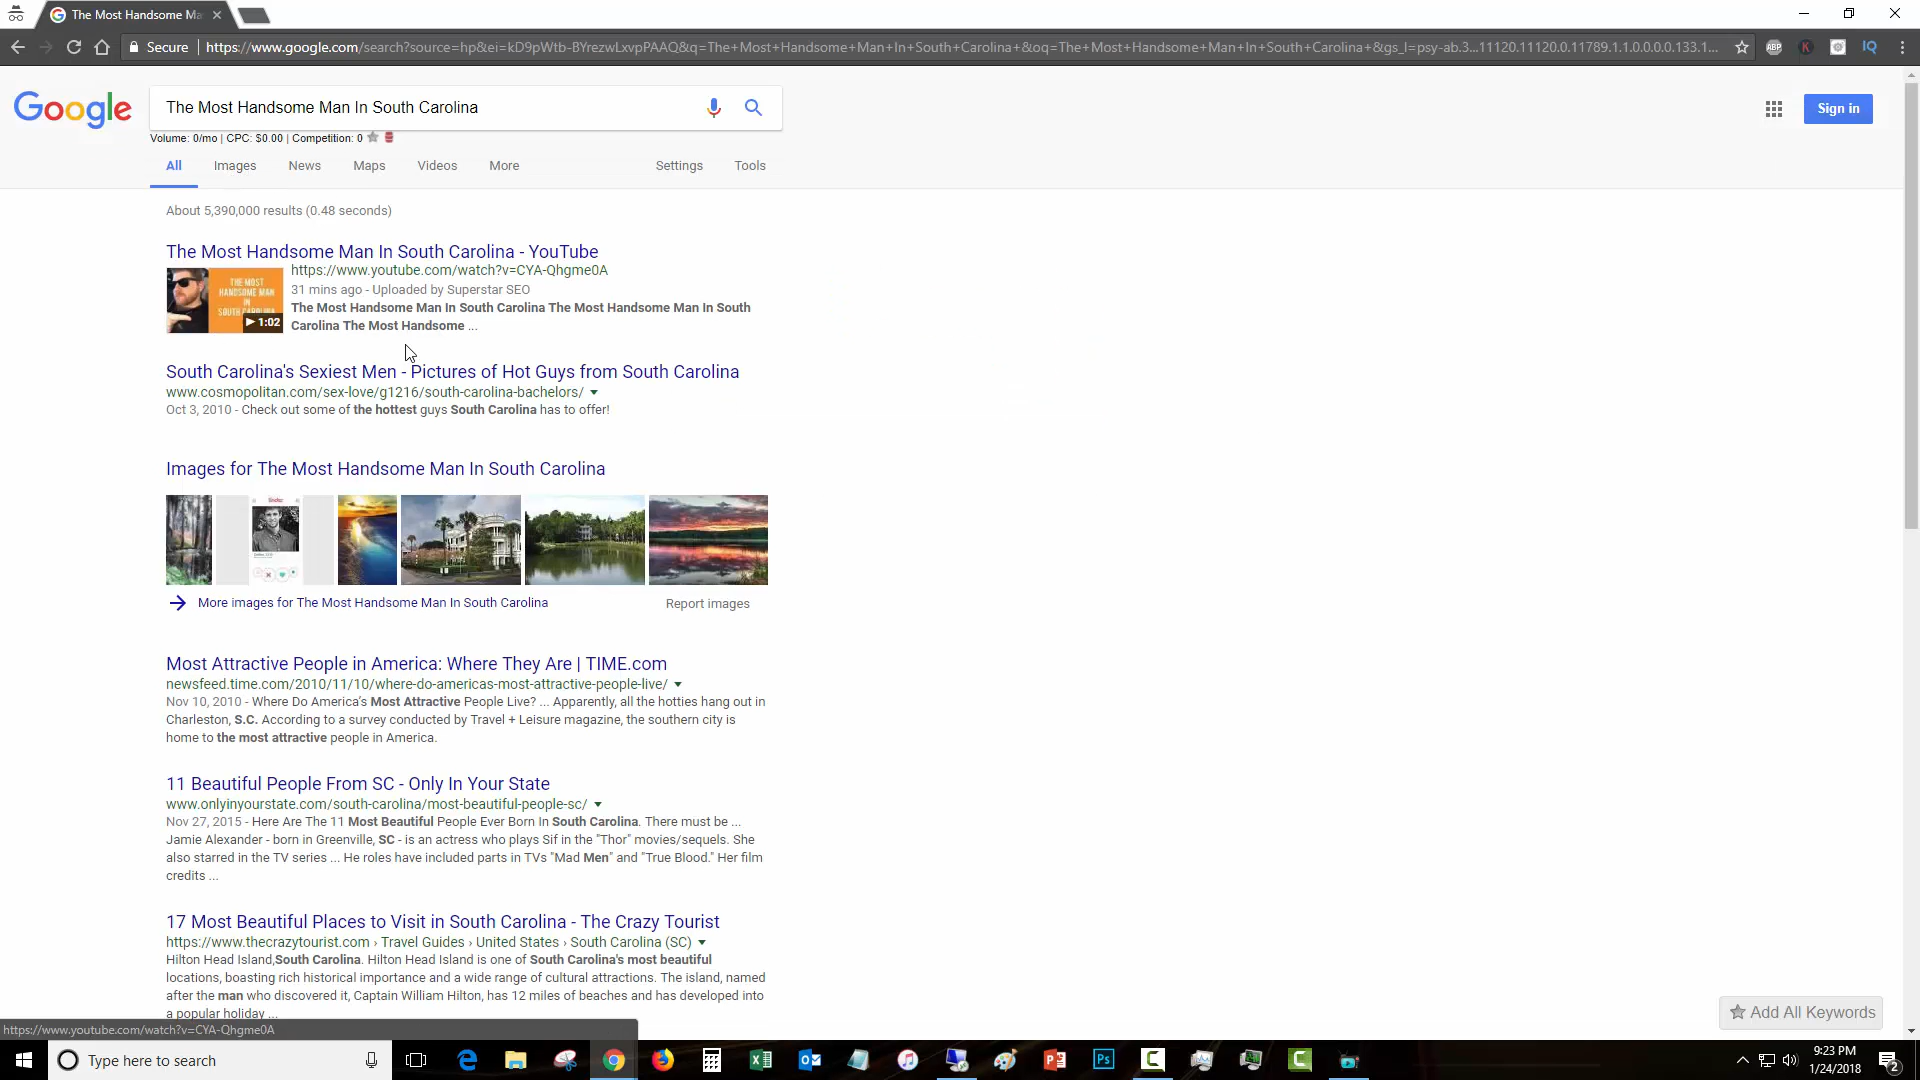 The Most Handsome Ma
Secure
https://www.google.com/search?source=hp&ei=kD9pWtb-BYrezwLxvpPAAQ&q=The+Most+Handsome+Man+In+South+Carolina+&oq=The+Most+Handsome+Man+In+South+Carolina+&gs_l=psy-ab.3...11120.11120.0.11789.1.1.0.0.0.0.133.1...
ABP
K
IQ
Google
The Most Handsome Man In South Carolina
Sign in
Volume: 0/mo | CPC: $0.00 | Competition: 0
All Images News Maps Videos More Settings Tools
About 5,390,000 results (0.48 seconds)
The Most Handsome Man In South Carolina - YouTube
https://www.youtube.com/watch?v=CYA-Qhgme0A
31 mins ago - Uploaded by Superstar SEO
The Most Handsome Man In South Carolina The Most Handsome Man In South
Carolina The Most Handsome ...
THE MOST
HANDSOME MAN
IN
SOUTH CAROLINA
1:02
South Carolina's Sexiest Men - Pictures of Hot Guys from South Carolina
www.cosmopolitan.com/sex-love/g1216/south-carolina-bachelors/
Oct 3, 2010 - Check out some of the hottest guys South Carolina has to offer!
Images for The Most Handsome Man In South Carolina
More images for The Most Handsome Man In South Carolina
Report images
Most Attractive People in America: Where They Are | TIME.com
newsfeed.time.com/2010/11/10/where-do-americas-most-attractive-people-live/
Nov 10, 2010 - Where Do America's Most Attractive People Live? ... Apparently, all the hotties hang out in
Charleston, S.C. According to a survey conducted by Travel + Leisure magazine, the southern city is
home to the most attractive people in America.
11 Beautiful People From SC - Only In Your State
www.onlyinyourstate.com/south-carolina/most-beautiful-people-sc/
Nov 27, 2015 - Here Are The 11 Most Beautiful People Ever Born In South Carolina. There must be ...
Jamie Alexander - born in Greenville, SC - is an actress who plays Sif in the "Thor" movies/sequels. She
also starred in the TV series ... He roles have included parts in TVs "Mad Men" and "True Blood." Her film
credits ...
17 Most Beautiful Places to Visit in South Carolina - The Crazy Tourist
https://www.thecrazytourist.com › Travel Guides › United States › South Carolina (SC)
Hilton Head Island,South Carolina. Hilton Head Island is one of South Carolina's most beautiful
locations, boasting rich historical importance and a wide range of cultural attractions. The island, named
after the man who discovered it, Captain William Hilton, has 12 miles of beaches and has developed into
a popular holiday ...
Add All Keywords
https://www.youtube.com/watch?v=CYA-Qhgme0A
Type here to search
Ps
9:23 PM
1/24/2018
2